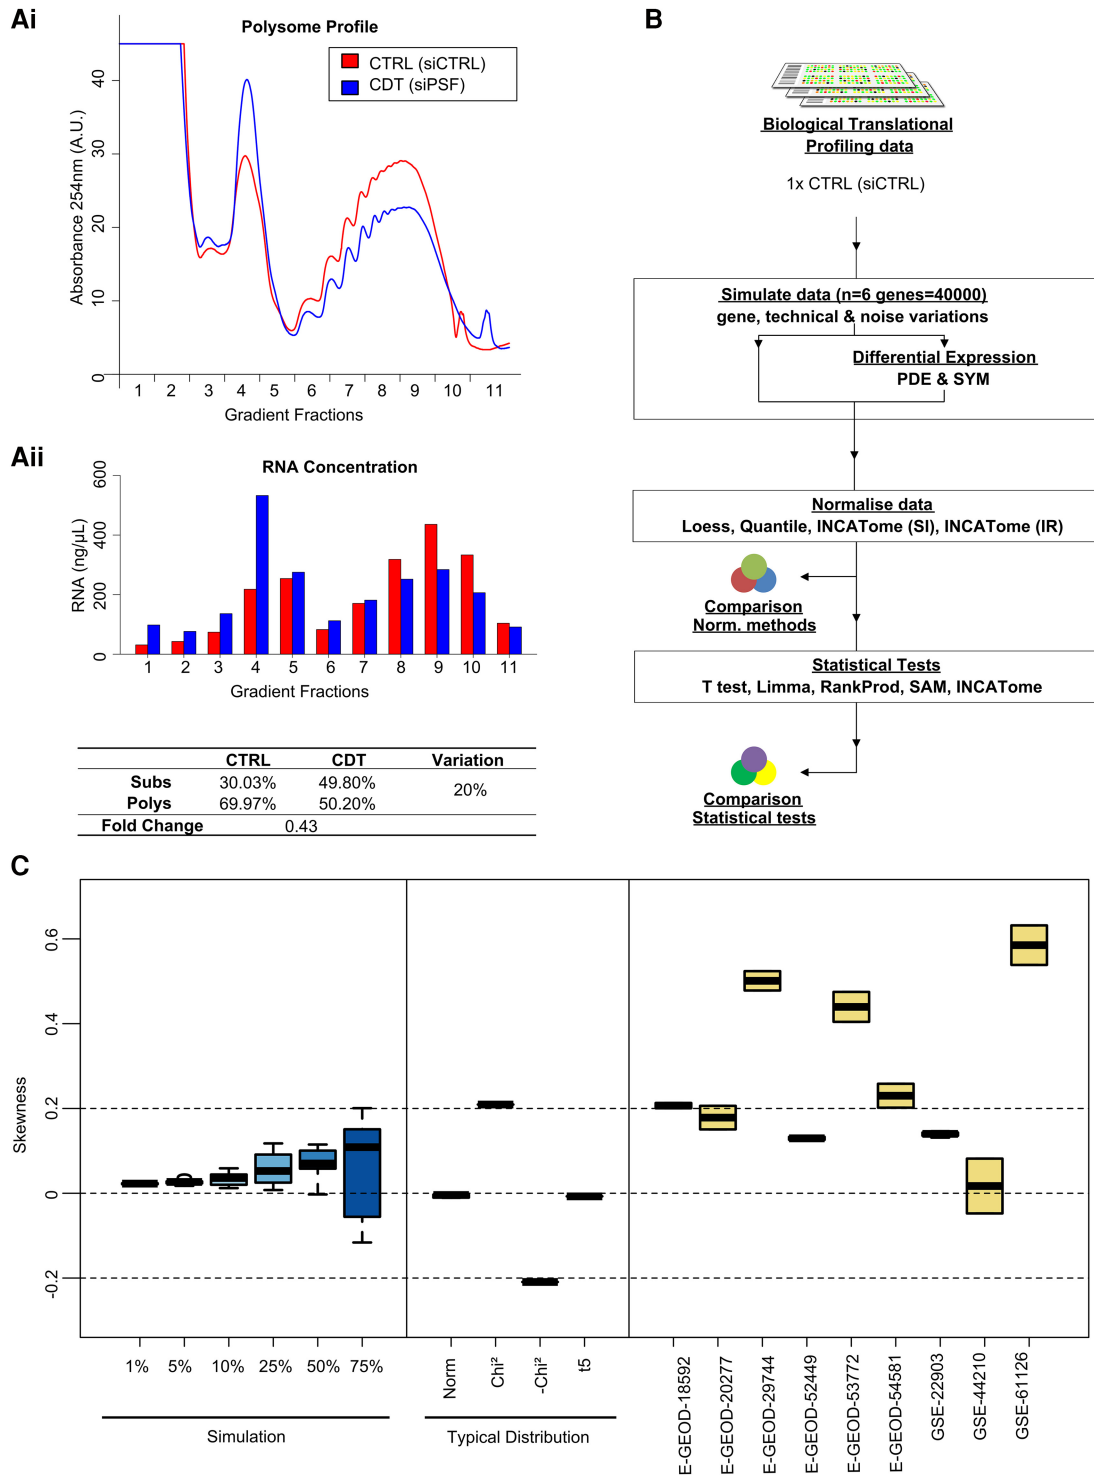 Ai
Polysome Profile
CTRL (siCTRL)
CDT (siPSF)
Absorbance 254nm (A.U.)
0 10 20 30 40
1 2 3 4 5 6 7 8 9 10 11
Gradient Fractions
Aii
RNA Concentration
RNA (ng/µL)
0 200 400 600
1 2 3 4 5 6 7 8 9 10 11
Gradient Fractions
CTRL CDT Variation
Subs 30.03% 49.80% 20%
Polys 69.97% 50.20%
Fold Change 0.43
B
Biological Translational
Profiling data
1x CTRL (siCTRL)
Simulate data (n=6 genes=40000)
gene, technical & noise variations
Differential Expression
PDE & SYM
Normalise data
Loess, Quantile, INCATome (SI), INCATome (IR)
Comparison
Norm. methods
Statistical Tests
T test, Limma, RankProd, SAM, INCATome
Comparison
Statistical tests
C
Skewness
-0.2 0 0.2 0.4 0.6
1% 5% 10% 25% 50% 75%
Simulation
Norm Chi² -Chi² t5
Typical Distribution
E-GEOD-18592
E-GEOD-20277
E-GEOD-29744
E-GEOD-52449
E-GEOD-53772
E-GEOD-54581
GSE-22903
GSE-44210
GSE-61126